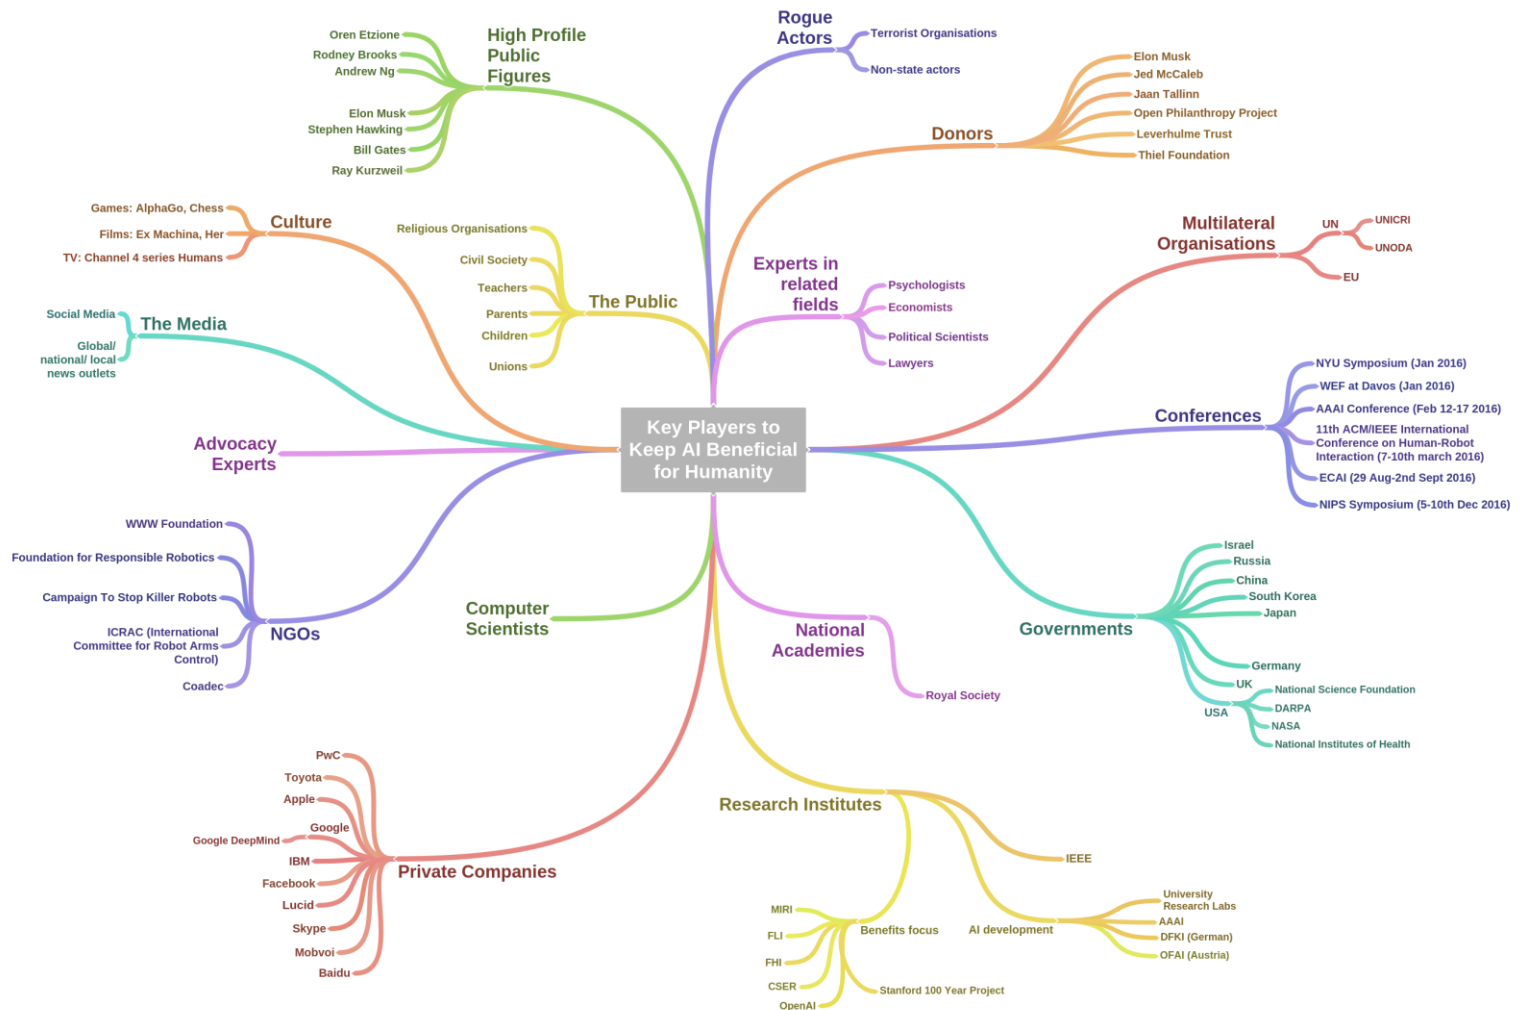 Key Players to
Keep AI Beneficial
for Humanity
High Profile
Public
Figures
Oren Etzione
Rodney Brooks
Andrew Ng
Elon Musk
Stephen Hawking
Bill Gates
Ray Kurzweil
Rogue
Actors
Terrorist Organisations
Non-state actors
Donors
Elon Musk
Jed McCaleb
Jaan Tallinn
Open Philanthropy Project
Leverhulme Trust
Thiel Foundation
Culture
Games: AlphaGo, Chess
Films: Ex Machina, Her
TV: Channel 4 series Humans
The Public
Religious Organisations
Civil Society
Teachers
Parents
Children
Unions
Experts in
related
fields
Psychologists
Economists
Political Scientists
Lawyers
Multilateral
Organisations
UN
UNICRI
UNODA
EU
The Media
Social Media
Global/
national/ local
news outlets
Conferences
NYU Symposium (Jan 2016)
WEF at Davos (Jan 2016)
AAAI Conference (Feb 12-17 2016)
11th ACM/IEEE International
Conference on Human-Robot
Interaction (7-10th march 2016)
ECAI (29 Aug-2nd Sept 2016)
NIPS Symposium (5-10th Dec 2016)
Advocacy
Experts
NGOs
WWW Foundation
Foundation for Responsible Robotics
Campaign To Stop Killer Robots
ICRAC (International
Committee for Robot Arms
Control)
Coadec
Computer
Scientists
National
Academies
Royal Society
Governments
Israel
Russia
China
South Korea
Japan
Germany
UK
USA
National Science Foundation
DARPA
NASA
National Institutes of Health
Private Companies
PwC
Toyota
Apple
Google
Google DeepMind
IBM
Facebook
Lucid
Skype
Mobvoi
Baidu
Research Institutes
IEEE
Benefits focus
MIRI
FLI
FHI
CSER
OpenAI
Stanford 100 Year Project
AI development
University
Research Labs
AAAI
DFKI (German)
OFAI (Austria)